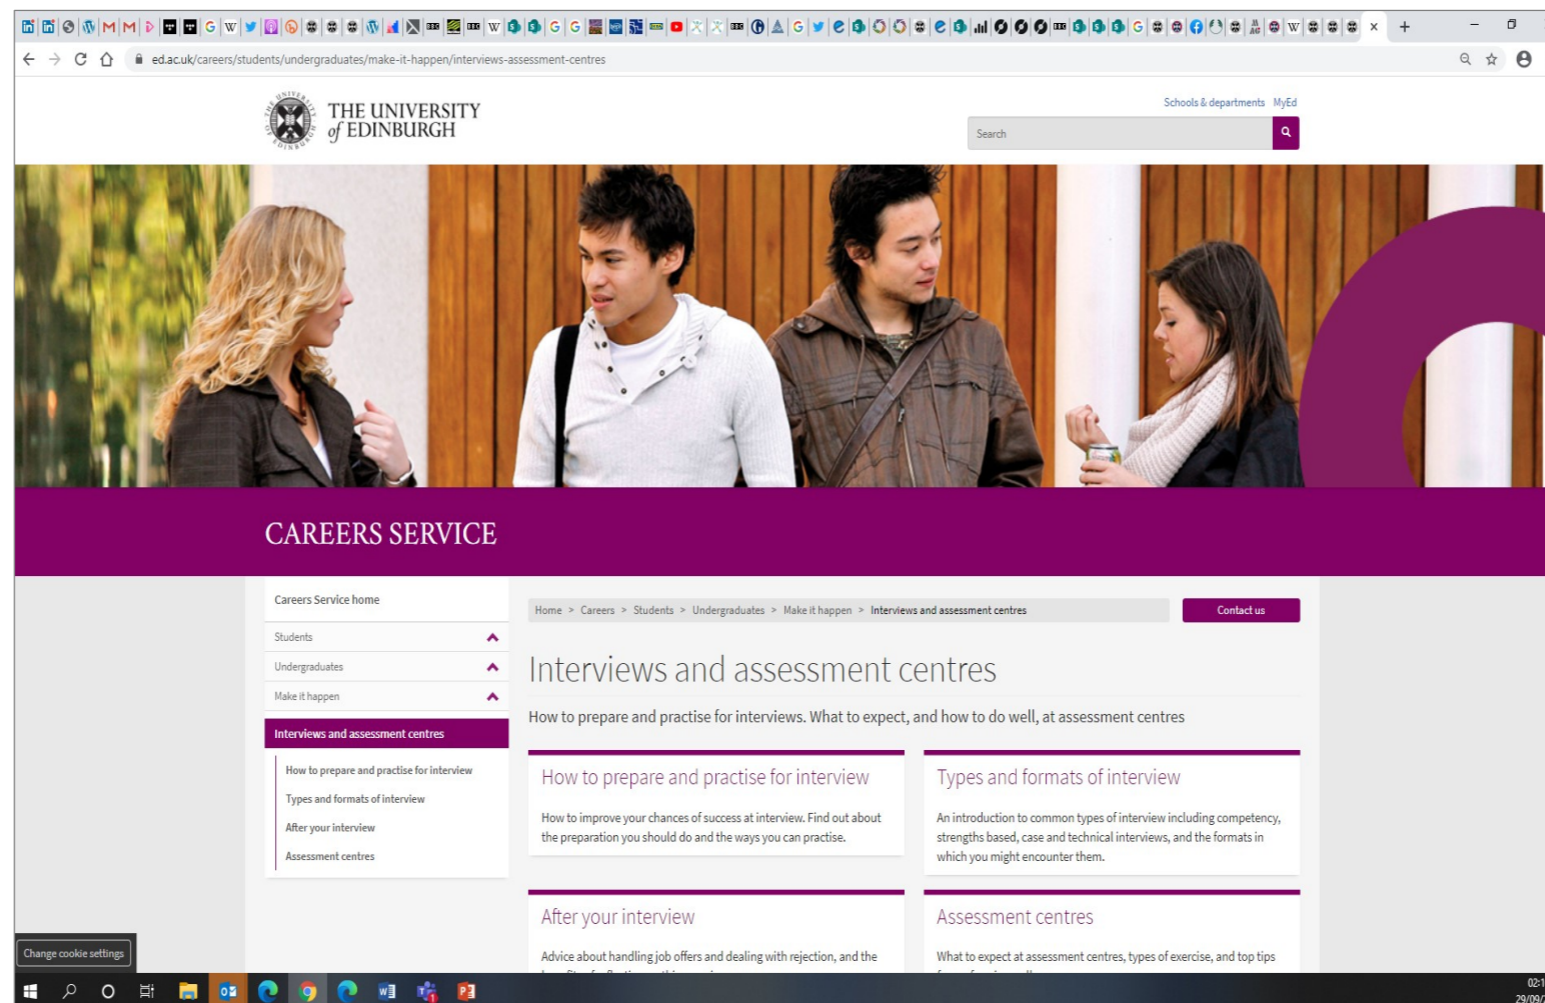 ed.ac.uk/careers/students/undergraduates/make-it-happen/interviews-assessment-centres
THE UNIVERSITY
of EDINBURGH
Schools & departments MyEd
Search
CAREERS SERVICE
Careers Service home
Students
Undergraduates
Make it happen
Interviews and assessment centres
How to prepare and practise for interview
Types and formats of interview
After your interview
Assessment centres
Home > Careers > Students > Undergraduates > Make it happen > Interviews and assessment centres
Contact us
Interviews and assessment centres
How to prepare and practise for interviews. What to expect, and how to do well, at assessment centres
How to prepare and practise for interview
How to improve your chances of success at interview. Find out about
the preparation you should do and the ways you can practise.
Types and formats of interview
An introduction to common types of interview including competency,
strengths based, case and technical interviews, and the formats in
which you might encounter them.
After your interview
Advice about handling job offers and dealing with rejection, and the
Assessment centres
What to expect at assessment centres, types of exercise, and top tips
Change cookie settings
29/09/